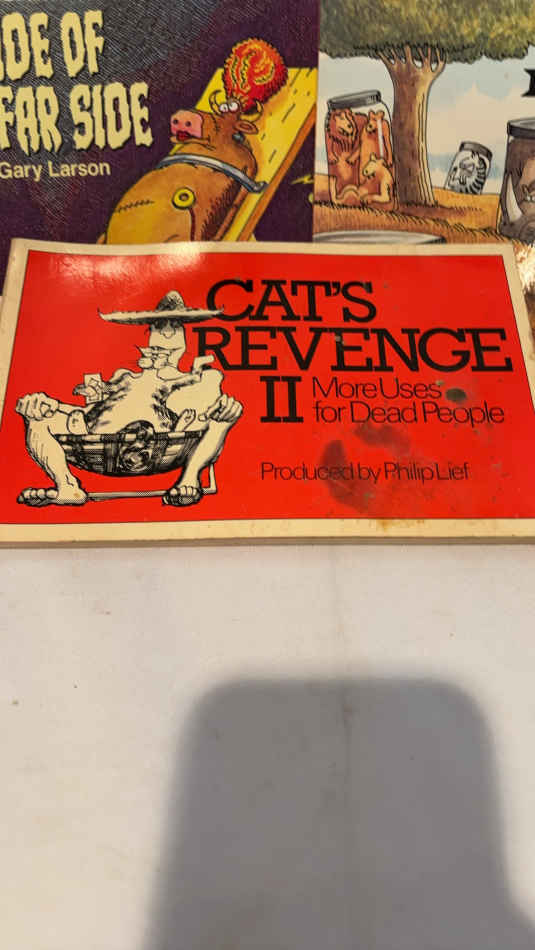 DE OF
FAR SIDE
Gary Larson
CAT'S
REVENGE
II More Uses
for Dead People
Produced by Philip Lief